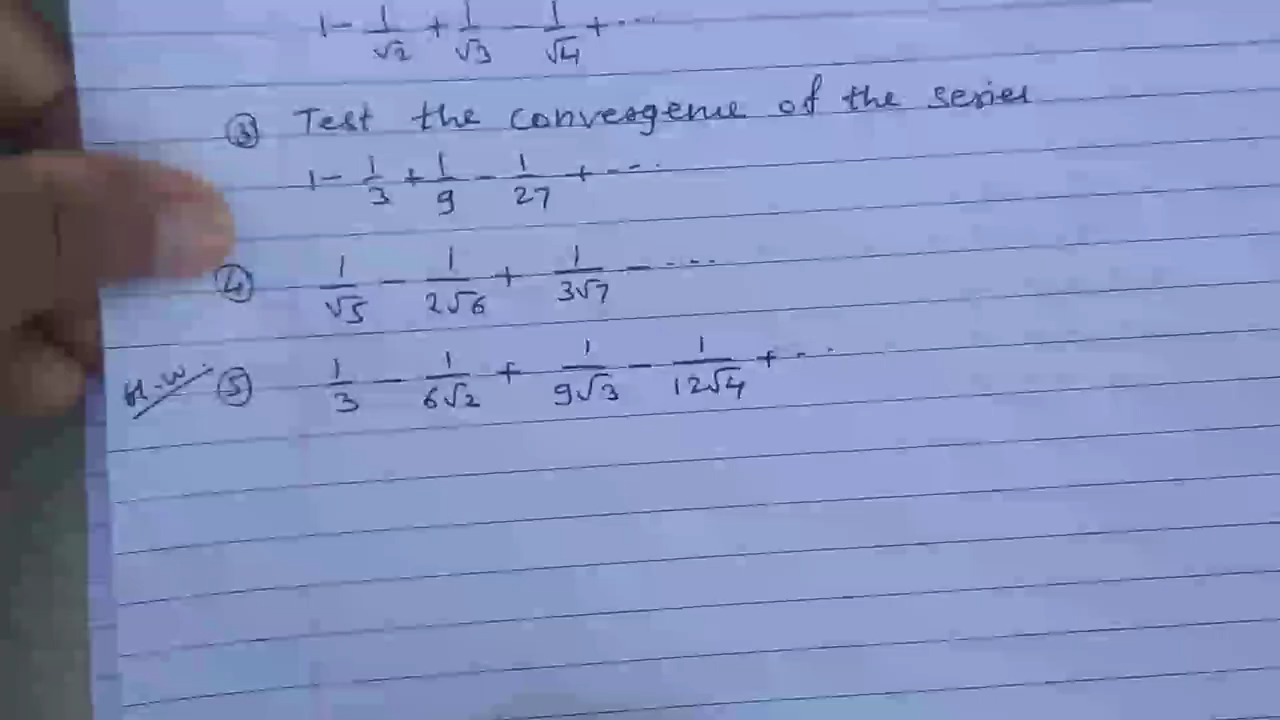 1 - 1/√2 + 1/√3 - 1/√4 + ...
③ Test the convergence of the series
1 - 1/3 + 1/9 - 1/27 + ...
④ 1/√5 - 1/2√6 + 1/3√7 - ....
H.W. ⑤ 1/3 - 1/6√2 + 1/9√3 - 1/12√4 + ...